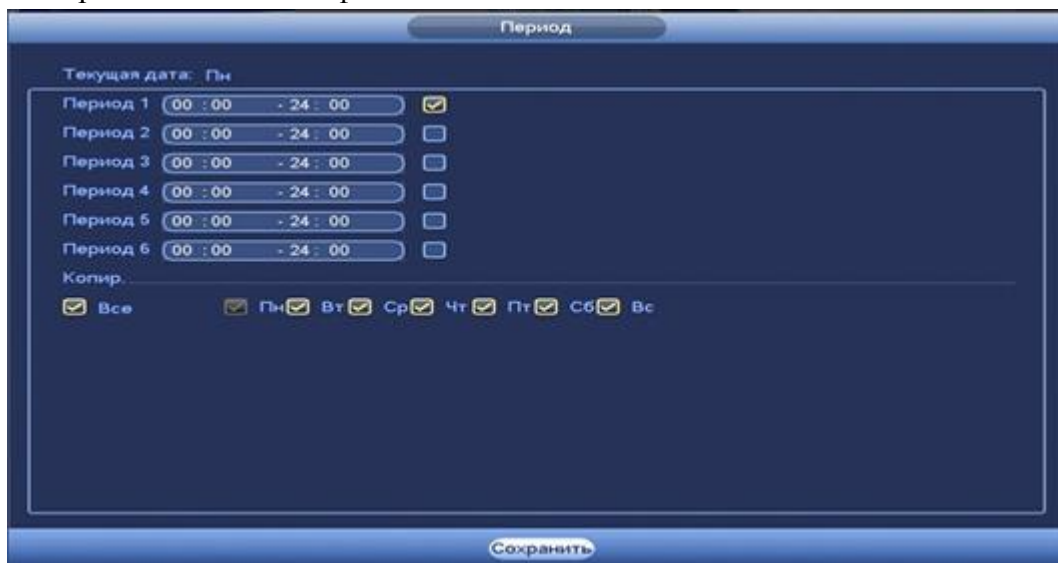 Период
Текущая дата: Пн
Период 1 00 : 00 - 24 : 00
Период 2 00 : 00 - 24 : 00
Период 3 00 : 00 - 24 : 00
Период 4 00 : 00 - 24 : 00
Период 5 00 : 00 - 24 : 00
Период 6 00 : 00 - 24 : 00
Копир.
Все Пн Вт Ср Чт Пт Сб Вс
Сохранить